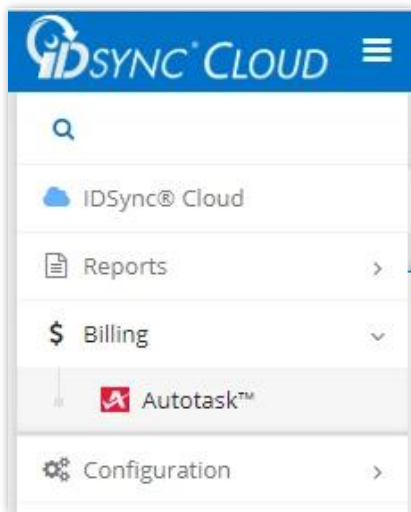 IDSYNC® CLOUD
IDSync® Cloud
Reports
Billing
Autotask™
Configuration